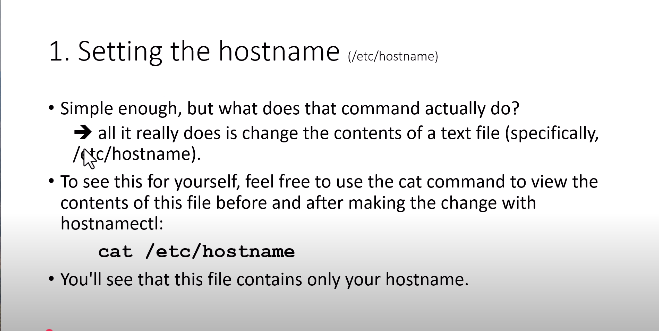 1. Setting the hostname (/etc/hostname)
• Simple enough, but what does that command actually do?
➔ all it really does is change the contents of a text file (specifically,
/etc/hostname).
• To see this for yourself, feel free to use the cat command to view the
contents of this file before and after making the change with
hostnamectl:
cat /etc/hostname
• You'll see that this file contains only your hostname.